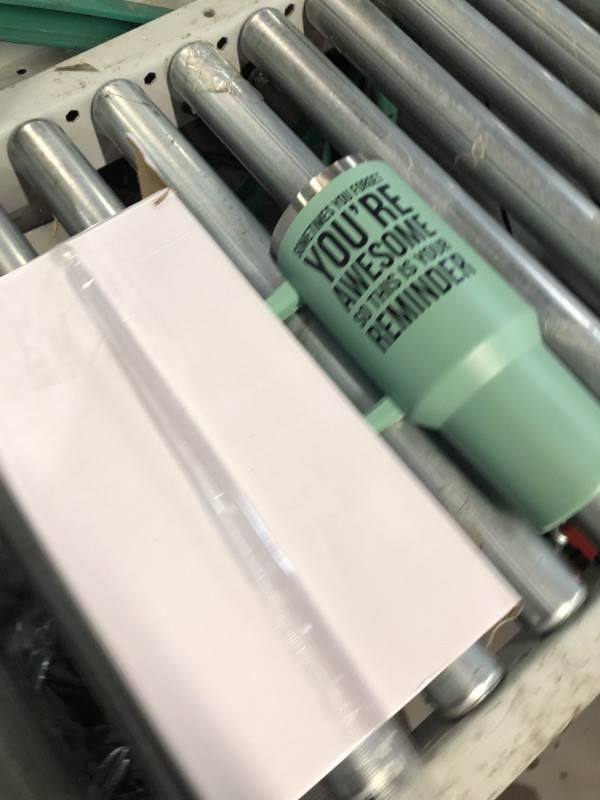 SOMETIMES YOU FORGET
YOU'RE
AWESOME
SO THIS IS YOUR
REMINDER